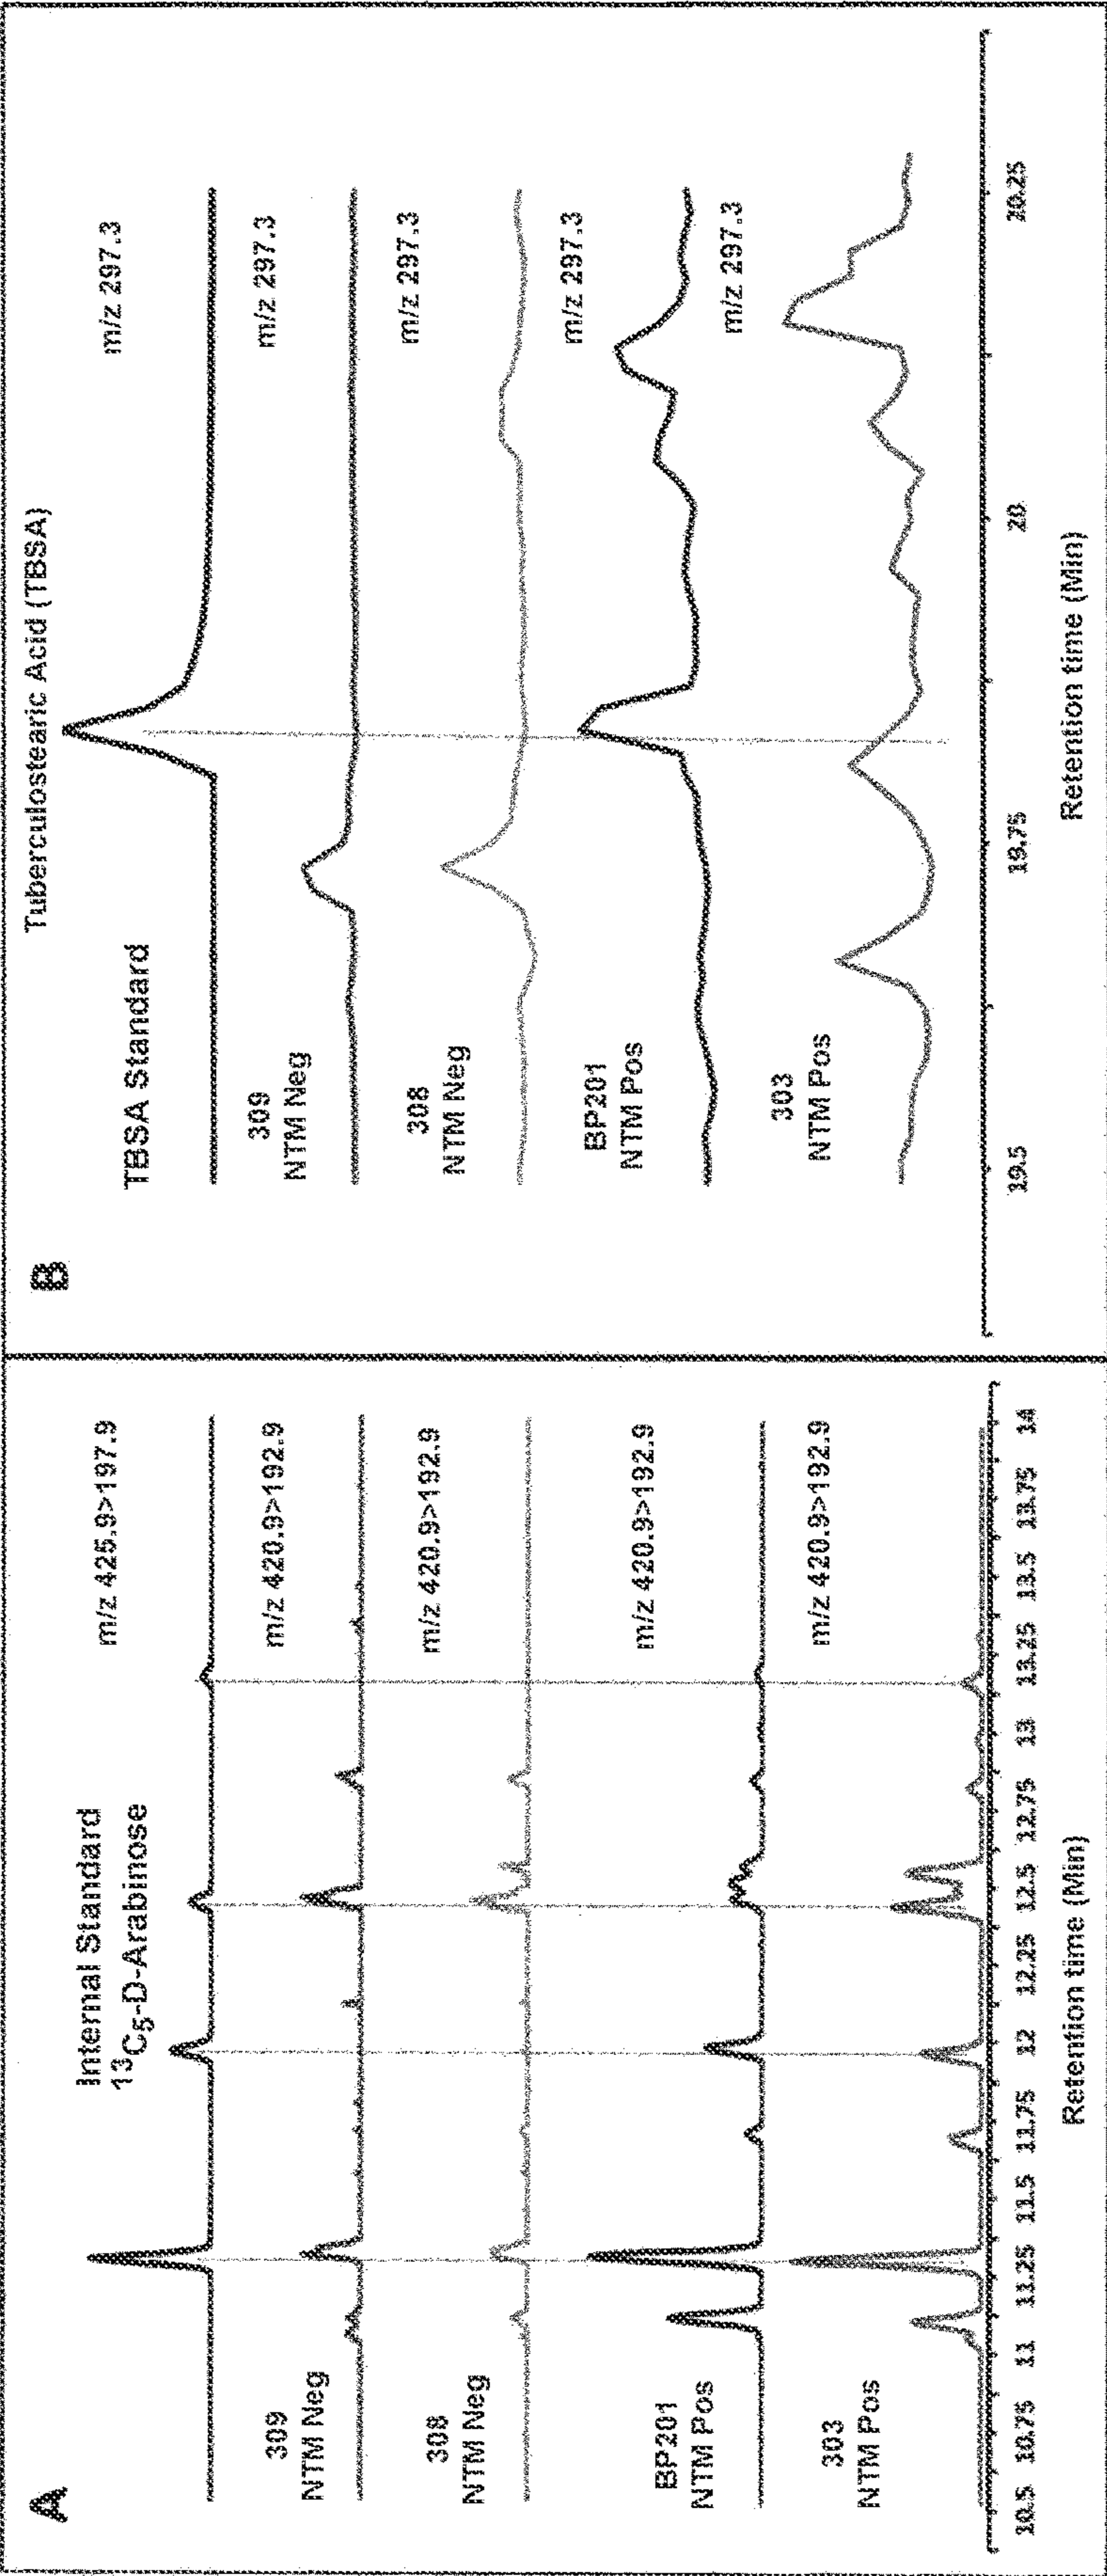 A
Internal Standard
13C5-D-Arabinose
m/z 425.9>197.9
309
NTM Neg
m/z 420.9>192.9
308
NTM Neg
m/z 420.9>192.9
BP201
NTM Pos
m/z 420.9>192.9
303
NTM Pos
m/z 420.9>192.9
10.5 10.75 11 11.25 11.5 11.75 12 12.25 12.5 12.75 13 13.25 13.5 13.75 14
Retention time (Min)
B
Tuberculostearic Acid (TBSA)
TBSA Standard
m/z 297.3
309
NTM Neg
m/z 297.3
308
NTM Neg
m/z 297.3
BP201
NTM Pos
m/z 297.3
303
NTM Pos
m/z 297.3
19.5 19.75 20 20.25
Retention time (Min)